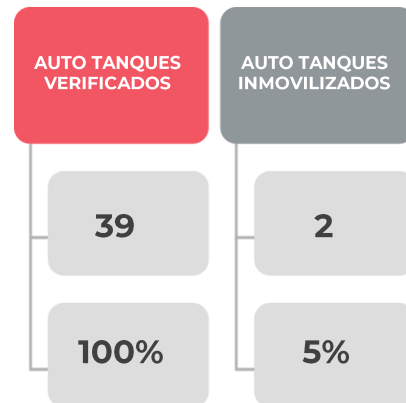 AUTO TANQUES
VERIFICADOS
39
100%
AUTO TANQUES
INMOVILIZADOS
2
5%